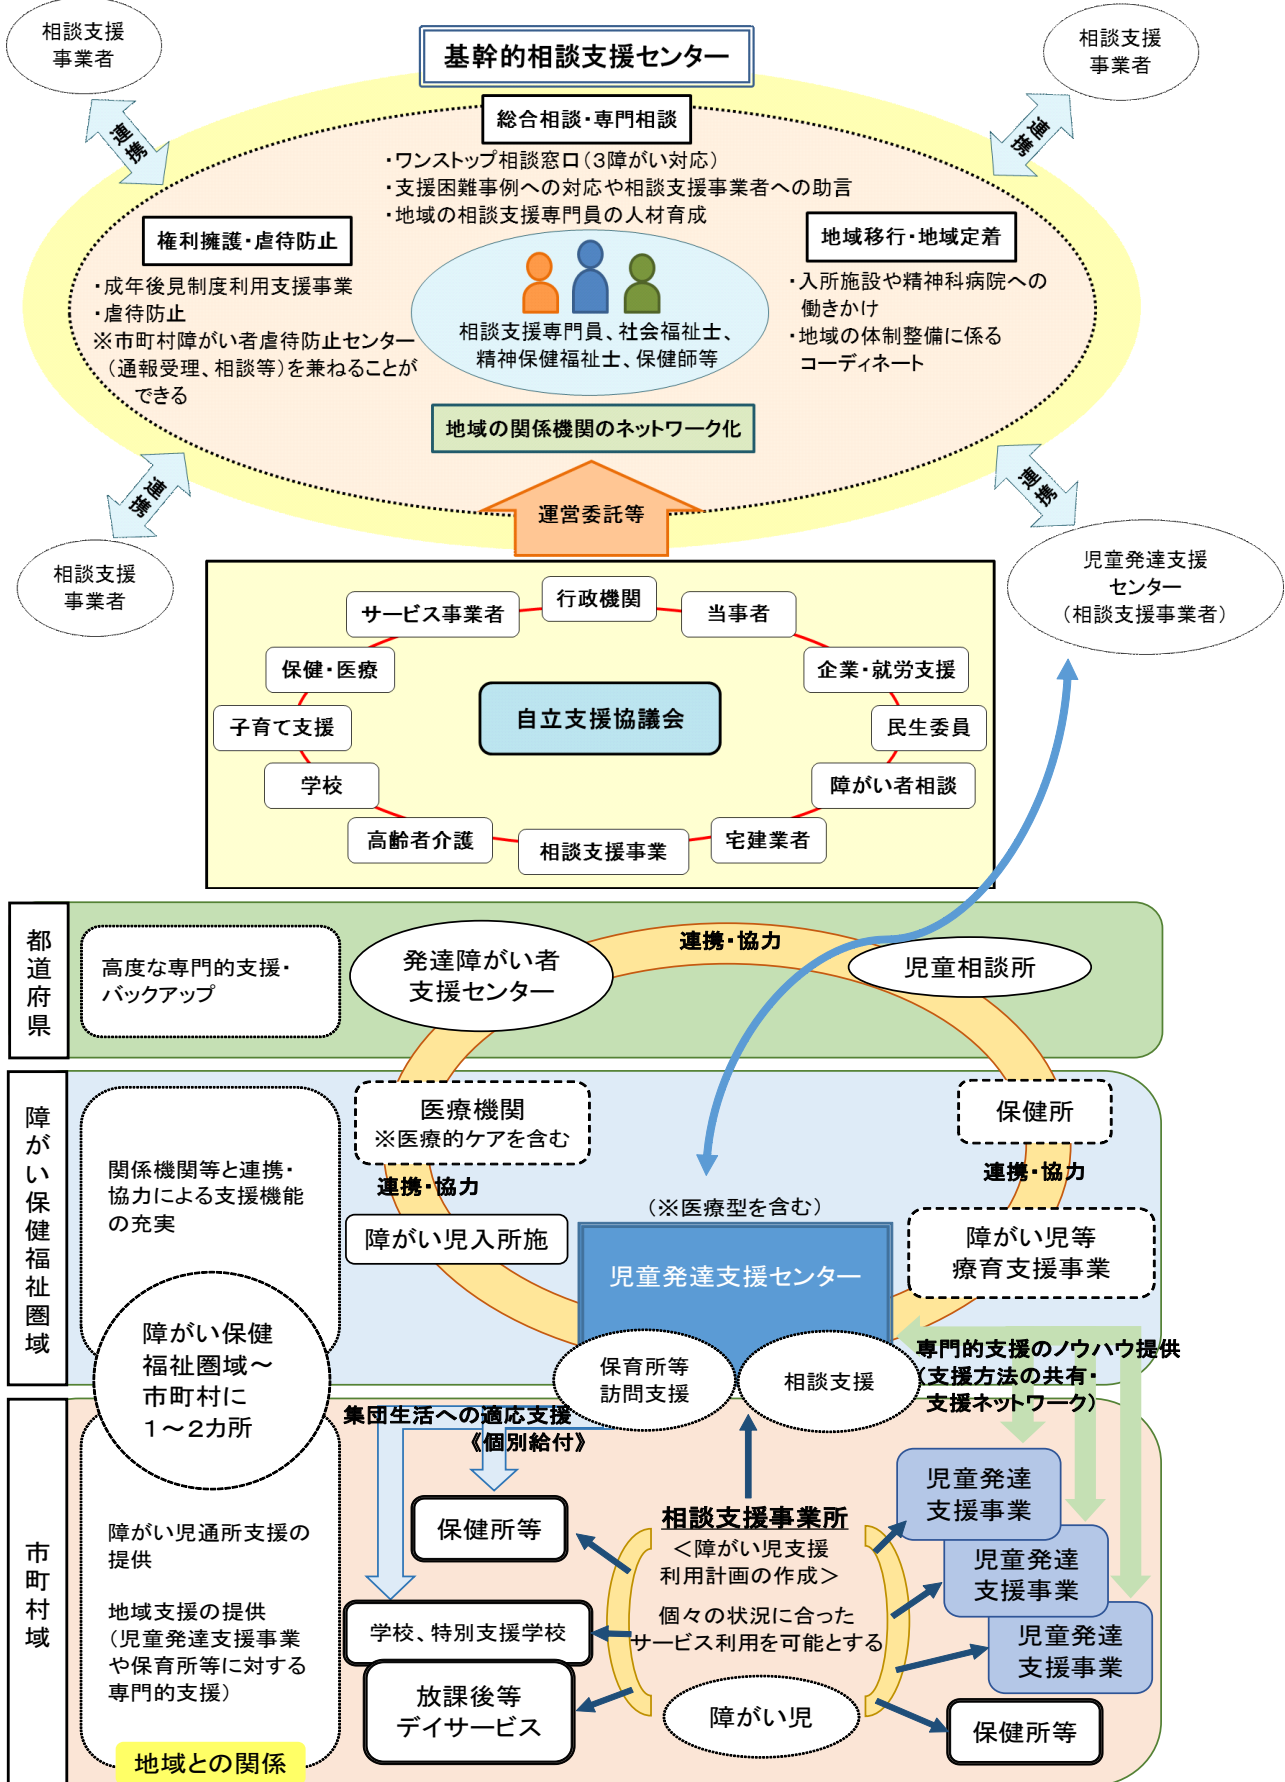 相談支援
事業者
基幹的相談支援センター
相談支援
事業者
連携
連携
総合相談・専門相談
・ワンストップ相談窓口（３障がい対応）
・支援困難事例への対応や相談支援事業者への助言
・地域の相談支援専門員の人材育成
権利擁護・虐待防止
・成年後見制度利用支援事業
・虐待防止
※市町村障がい者虐待防止センター
（通報受理、相談等）を兼ねることが
できる
地域移行・地域定着
・入所施設や精神科病院への
働きかけ
・地域の体制整備に係る
コーディネート
相談支援専門員、社会福祉士、
精神保健福祉士、保健師等
地域の関係機関のネットワーク化
連携
連携
運営委託等
相談支援
事業者
児童発達支援
センター
（相談支援事業者）
行政機関
サービス事業者
当事者
保健・医療
企業・就労支援
子育て支援
自立支援協議会
民生委員
学校
障がい者相談
高齢者介護
相談支援事業
宅建業者
都道府県
高度な専門的支援・
バックアップ
発達障がい者
支援センター
連携・協力
児童相談所
障がい保健福祉圏域
関係機関等と連携・
協力による支援機能
の充実
医療機関
※医療的ケアを含む
保健所
連携・協力
連携・協力
（※医療型を含む）
障がい児入所施
児童発達支援センター
障がい児等
療育支援事業
障がい保健
福祉圏域～
市町村に
１～２カ所
保育所等
訪問支援
相談支援
専門的支援のノウハウ提供
（支援方法の共有・
支援ネットワーク）
市町村域
集団生活への適応支援
《個別給付》
障がい児通所支援の
提供
地域支援の提供
（児童発達支援事業
や保育所等に対する
専門的支援）
地域との関係
保健所等
学校、特別支援学校
放課後等
デイサービス
相談支援事業所
＜障がい児支援
利用計画の作成＞
個々の状況に合った
サービス利用を可能とする
障がい児
児童発達
支援事業
児童発達
支援事業
児童発達
支援事業
保健所等